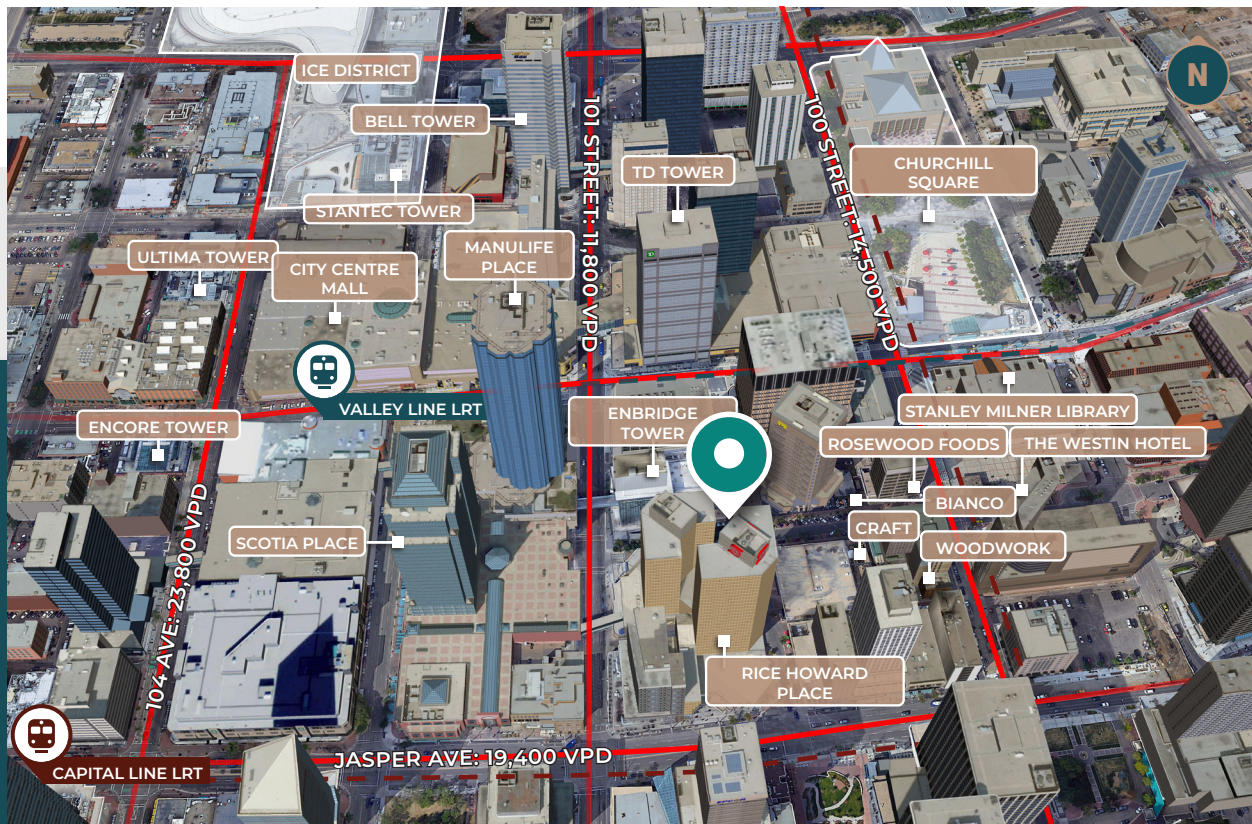 ICE DISTRICT
N
BELL TOWER
101 STREET: 11,800 VPD
100 STREET: 14,500 VPD
TD TOWER
CHURCHILL
SQUARE
STANTEC TOWER
ULTIMA TOWER
CITY CENTRE
MALL
MANULIFE
PLACE
TD
VALLEY LINE LRT
ENCORE TOWER
ENBRIDGE
TOWER
STANLEY MILNER LIBRARY
ROSEWOOD FOODS
THE WESTIN HOTEL
BIANCO
CRAFT
WOODWORK
SCOTIA PLACE
104 AVE: 23,800 VPD
RICE HOWARD
PLACE
JASPER AVE: 19,400 VPD
CAPITAL LINE LRT